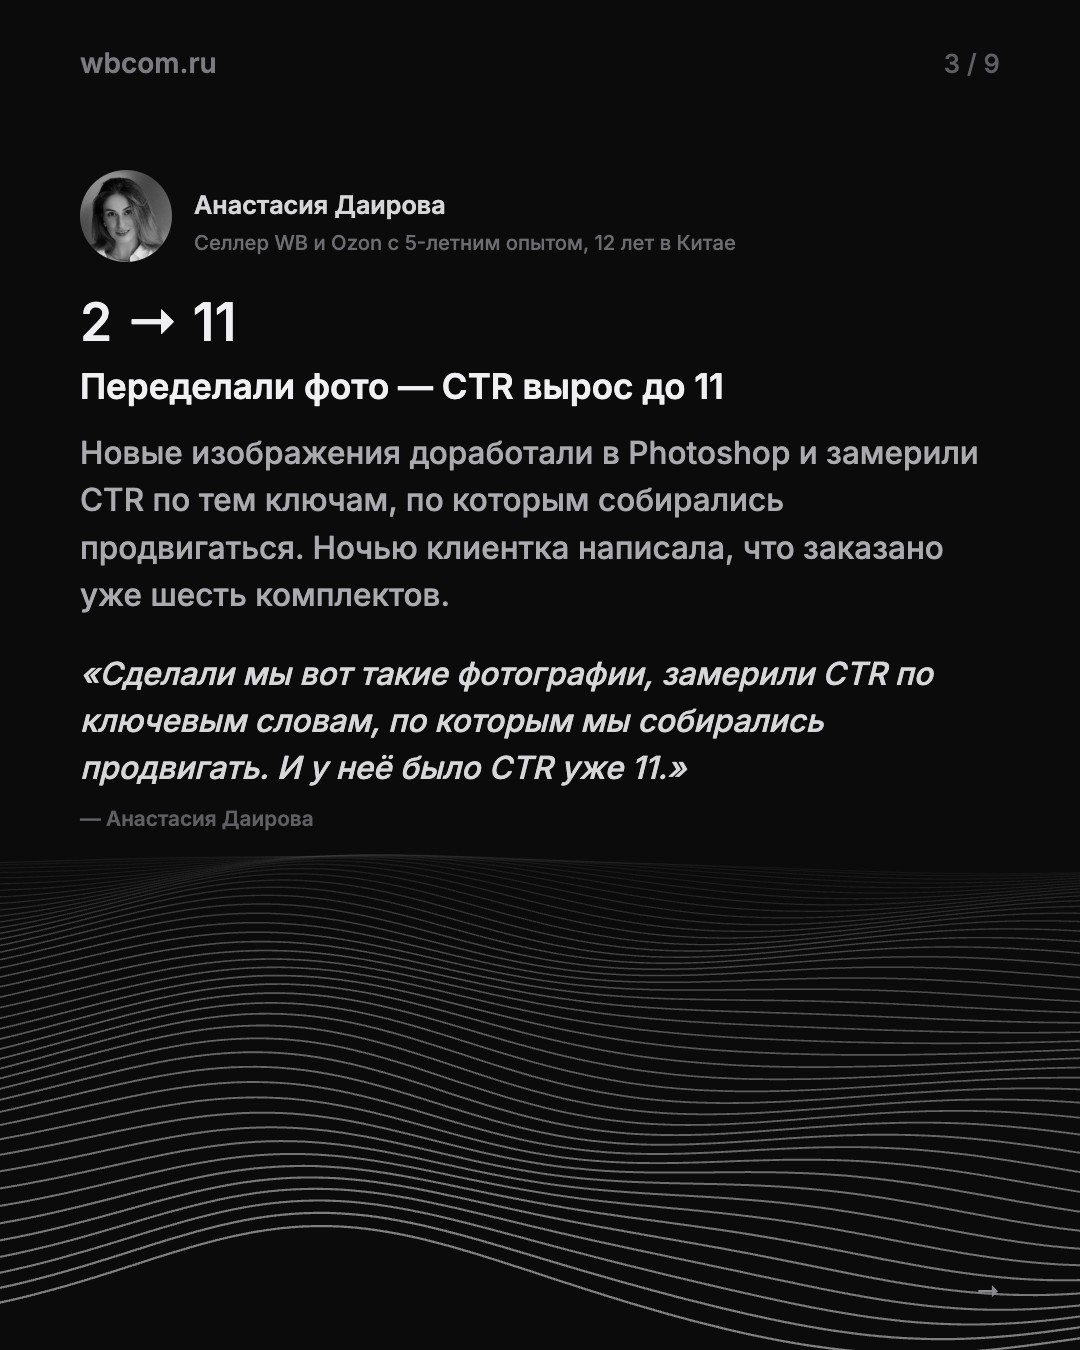 wbcom.ru
3 / 9
Анастасия Даирова
Селлер WB и Ozon с 5-летним опытом, 12 лет в Китае
2 → 11
Переделали фото — CTR вырос до 11
Новые изображения доработали в Photoshop и замерили
CTR по тем ключам, по которым собирались
продвигаться. Ночью клиентка написала, что заказано
уже шесть комплектов.
«Сделали мы вот такие фотографии, замерили CTR по
ключевым словам, по которым мы собирались
продвигать. И у неё было CTR уже 11.»
— Анастасия Даирова
→